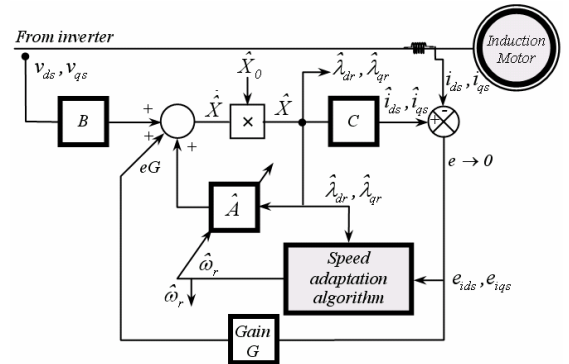 From inverter
Induction
Motor
v_ds, v_qs
X̂_0
λ̂_dr, λ̂_qr
i_ds, i_qs
B
+
+
+
X̂̇
×
X̂
C
î_ds, î_qs
+
-
eG
e → 0
Â
λ̂_dr, λ̂_qr
ω̂_r
ω̂_r
Speed
adaptation
algorithm
e_ids, e_iqs
Gain
G